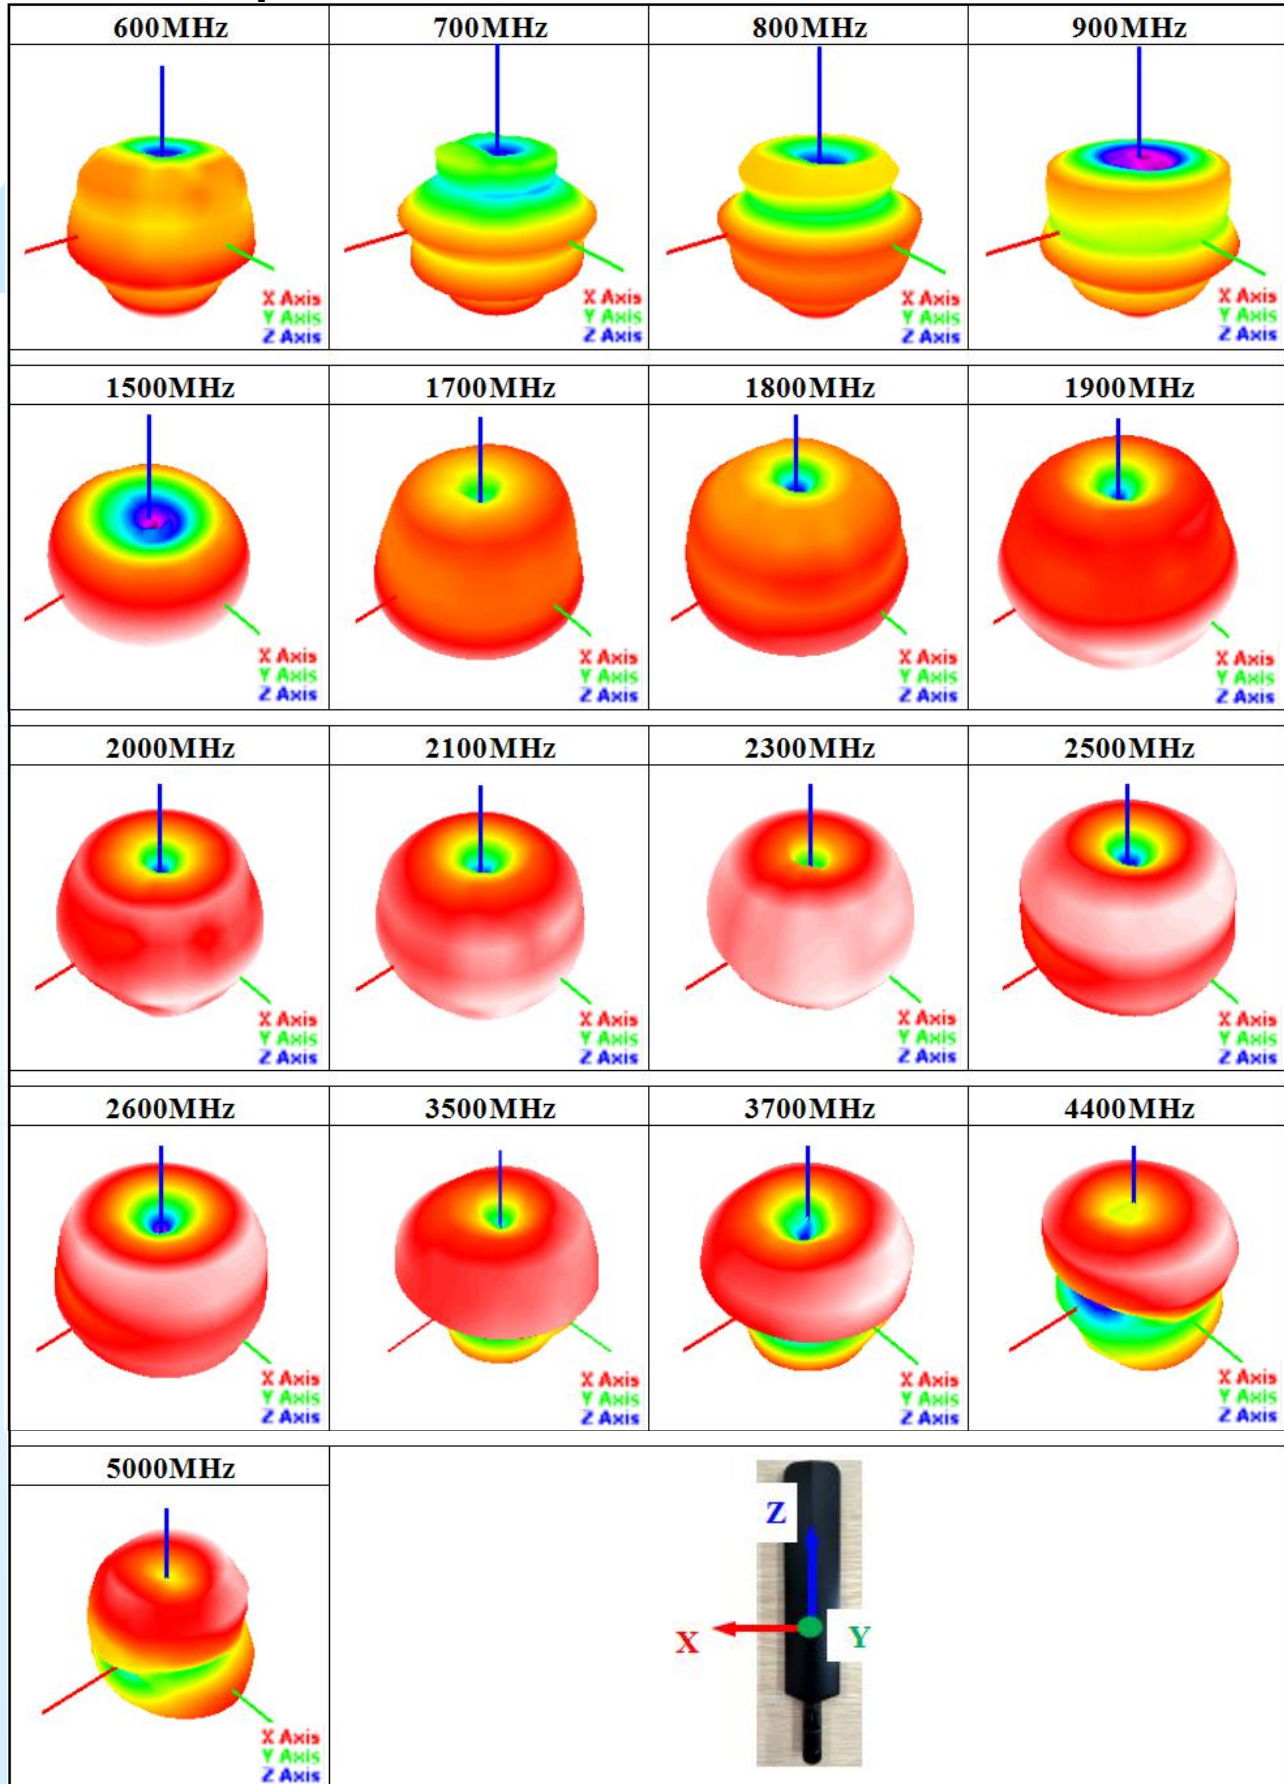 600MHz 700MHz 800MHz 900MHz
X Axis X Axis X Axis X Axis
Y Axis Y Axis Y Axis Y Axis
Z Axis Z Axis Z Axis Z Axis
1500MHz 1700MHz 1800MHz 1900MHz
X Axis X Axis X Axis X Axis
Y Axis Y Axis Y Axis Y Axis
Z Axis Z Axis Z Axis Z Axis
2000MHz 2100MHz 2300MHz 2500MHz
X Axis X Axis X Axis X Axis
Y Axis Y Axis Y Axis Y Axis
Z Axis Z Axis Z Axis Z Axis
2600MHz 3500MHz 3700MHz 4400MHz
X Axis X Axis X Axis X Axis
Y Axis Y Axis Y Axis Y Axis
Z Axis Z Axis Z Axis Z Axis
5000MHz
Z
X Y
X Axis
Y Axis
Z Axis